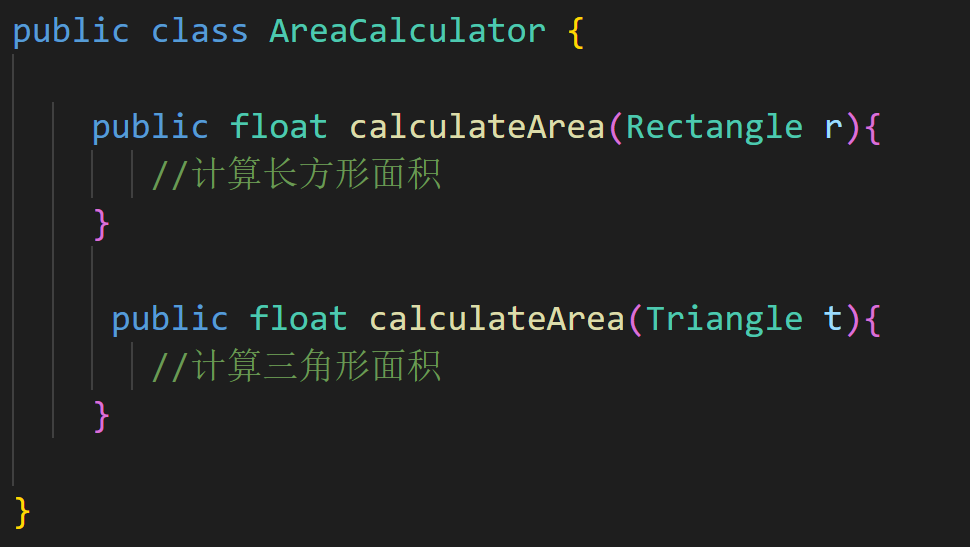 public class AreaCalculator {
public float calculateArea(Rectangle r){
//计算长方形面积
}
public float calculateArea(Triangle t){
//计算三角形面积
}
}